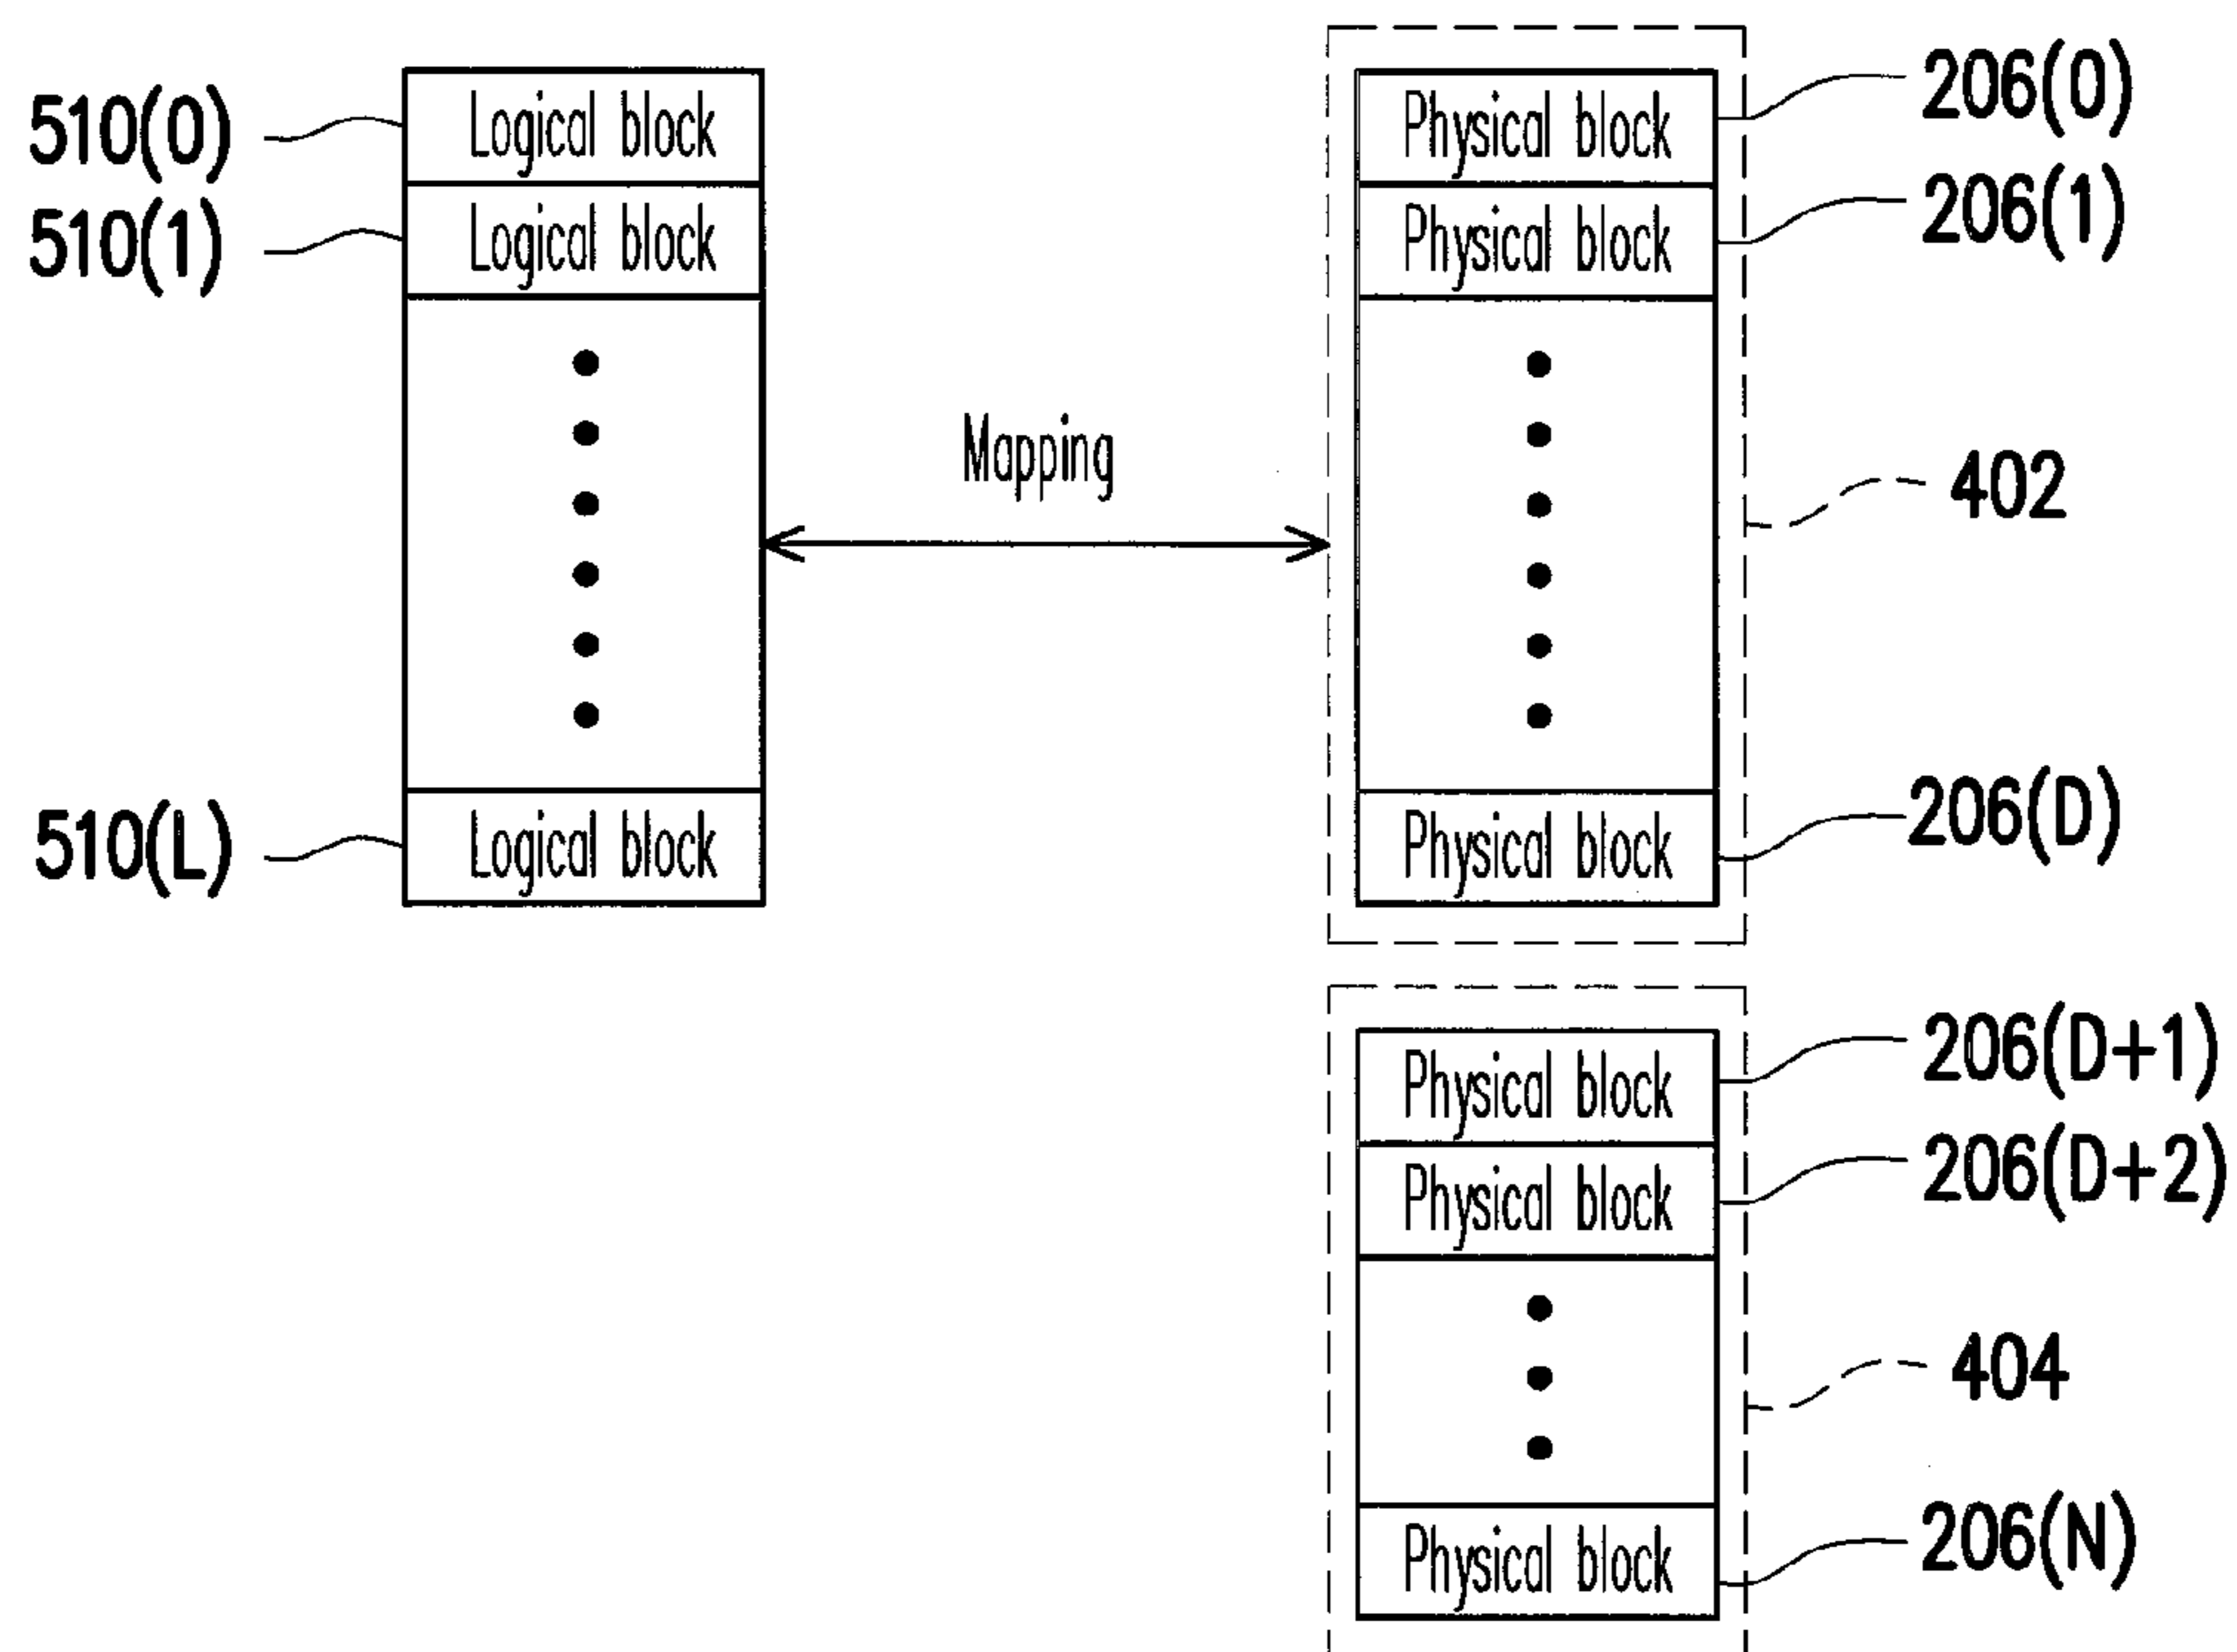 510(0)
Logical block
Physical block
206(0)
510(1)
Logical block
Physical block
206(1)
Mapping
402
510(L)
Logical block
Physical block
206(D)
Physical block
206(D+1)
Physical block
206(D+2)
404
Physical block
206(N)